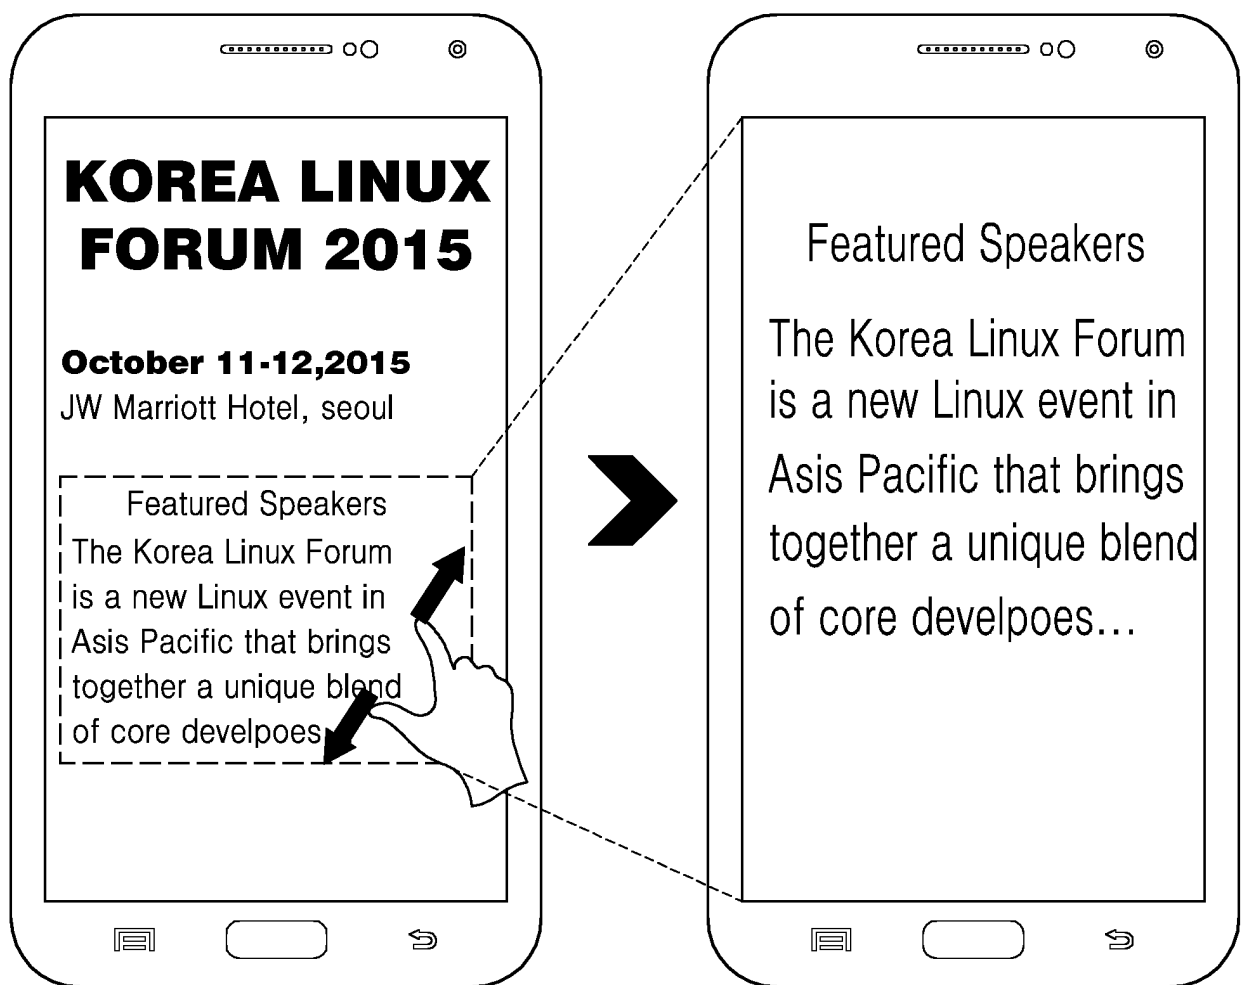 KOREA LINUX
FORUM 2015
October 11-12,2015
JW Marriott Hotel, seoul
Featured Speakers
The Korea Linux Forum
is a new Linux event in
Asis Pacific that brings
together a unique blend
of core develpoes
Featured Speakers
The Korea Linux Forum
is a new Linux event in
Asis Pacific that brings
together a unique blend
of core develpoes...